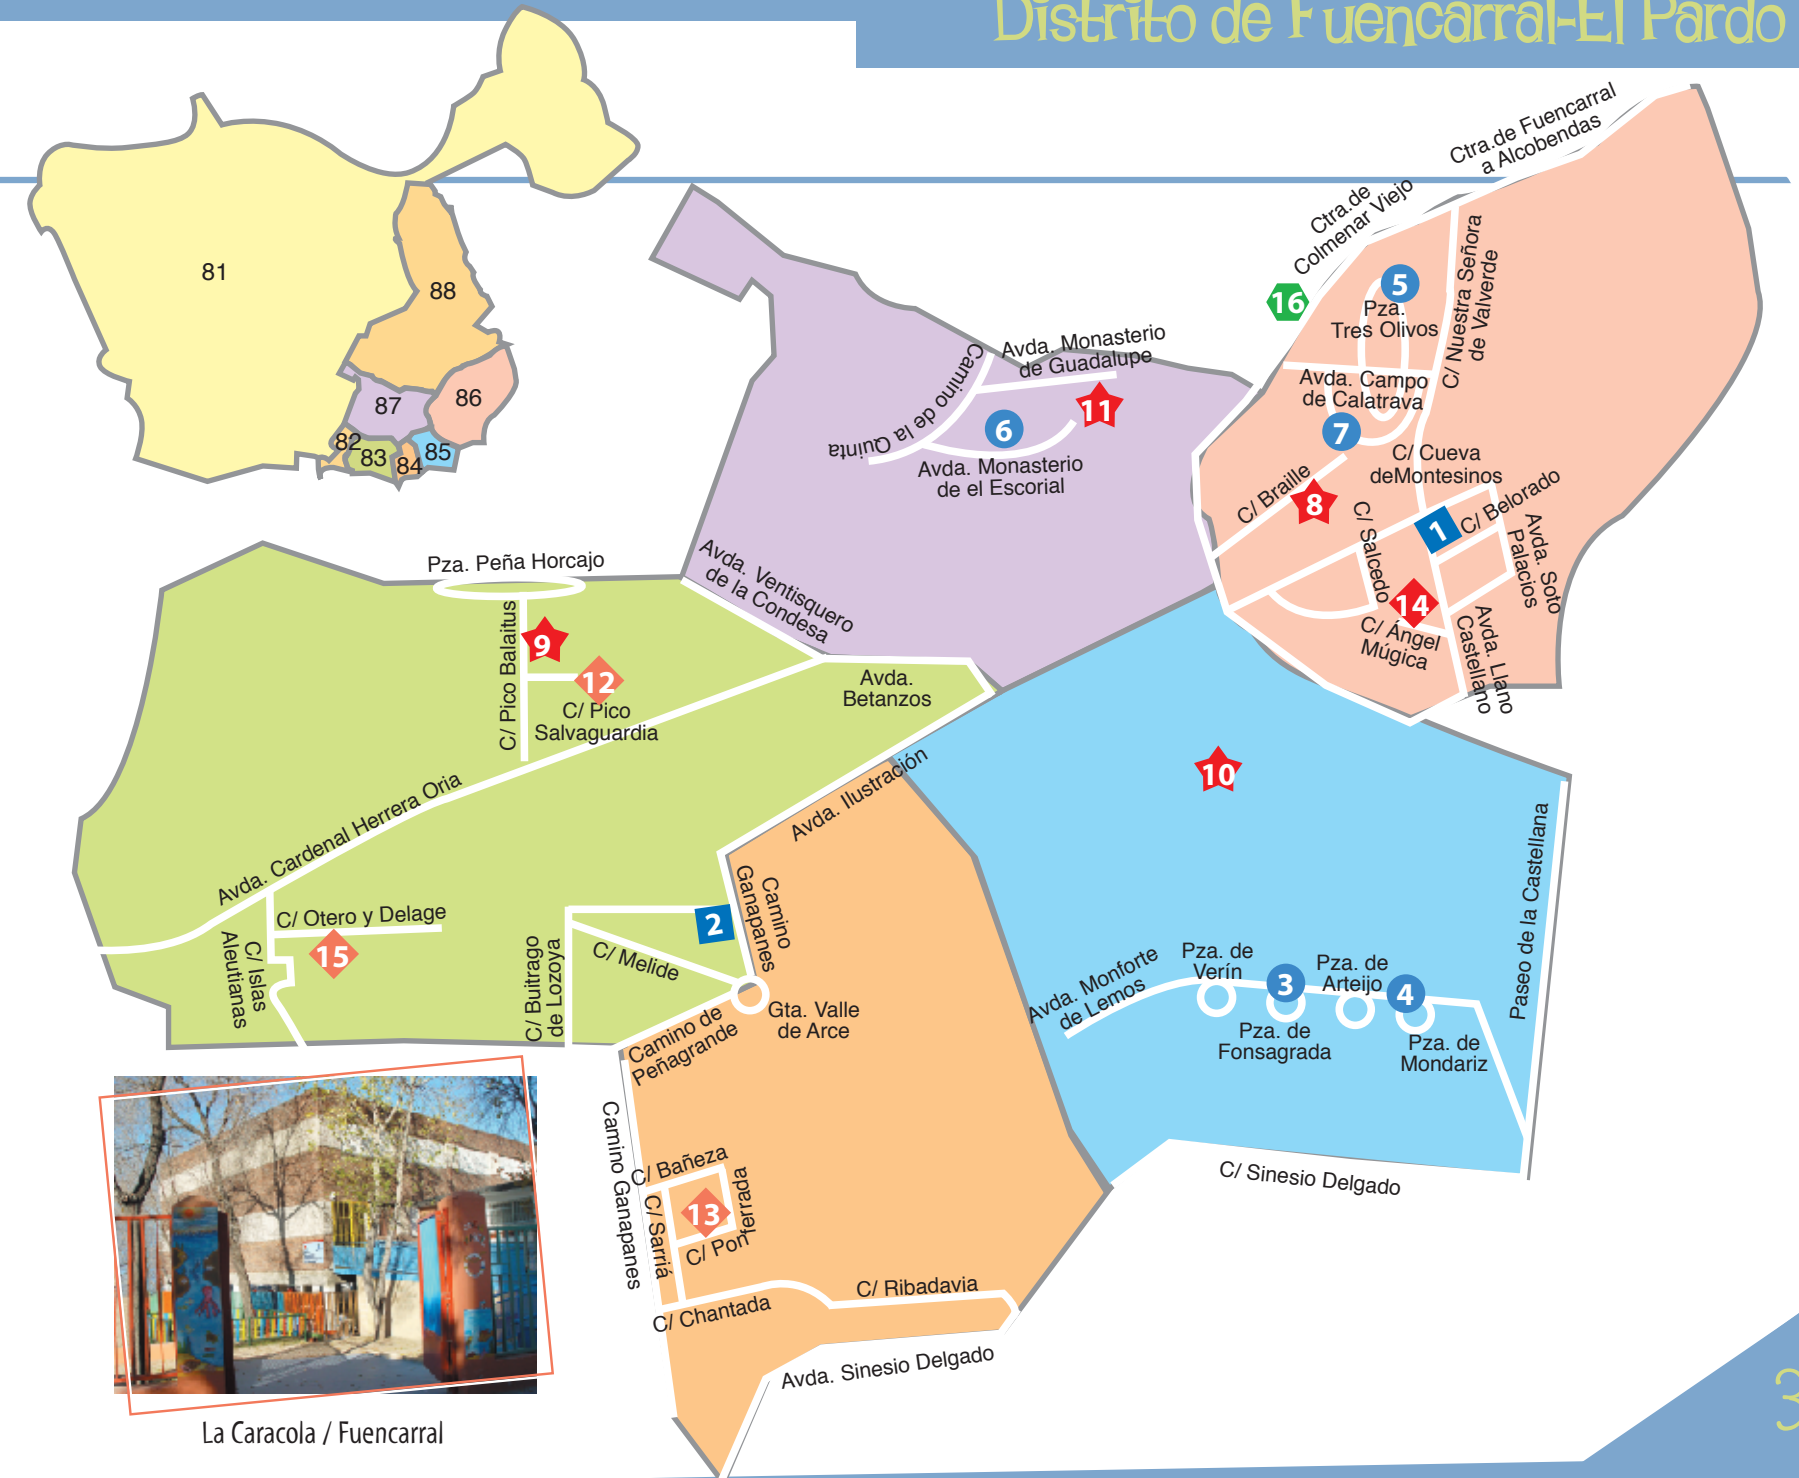 Distrito de Fuencarral-El Pardo
81
88
87
86
82
83
84
85
Ctra.de Fuencarral
a Alcobendas
Ctra.de
Colmenar Viejo
16
5
Pza.
Tres Olivos
C/ Nuestra Señora
de Valverde
Avda. Campo
de Calatrava
7
C/ Cueva
deMontesinos
C/ Braille
8
C/ Salcedo
1
C/ Belorado
Avda. Soto
Palacios
14
C/ Ángel
Múgica
Avda. Llano
Castellano
Avda. Monasterio
de Guadalupe
Camino de la Quinta
11
6
Avda. Monasterio
de el Escorial
Avda. Ventisquero
de la Condesa
Pza. Peña Horcajo
C/ Pico Balaitus
9
12
C/ Pico
Salvaguardia
Avda.
Betanzos
Avda. Cardenal Herrera Oria
Avda. Ilustración
C/ Otero y Delage
15
C/ Islas
Aleutianas
C/ Buitrago
de Lozoya
C/ Melide
2
Camino
Ganapanes
Gta. Valle
de Arce
Camino de
Peñagrande
10
Paseo de la Castellana
Avda. Monforte
de Lemos
Pza. de
Verín
3
Pza. de
Arteijo
4
Pza. de
Fonsagrada
Pza. de
Mondariz
C/ Sinesio Delgado
Camino Ganapanes
C/ Bañeza
C/ Sarriá
13
C/ Pon
ferrada
C/ Chantada
C/ Ribadavia
Avda. Sinesio Delgado
La Caracola / Fuencarral
3